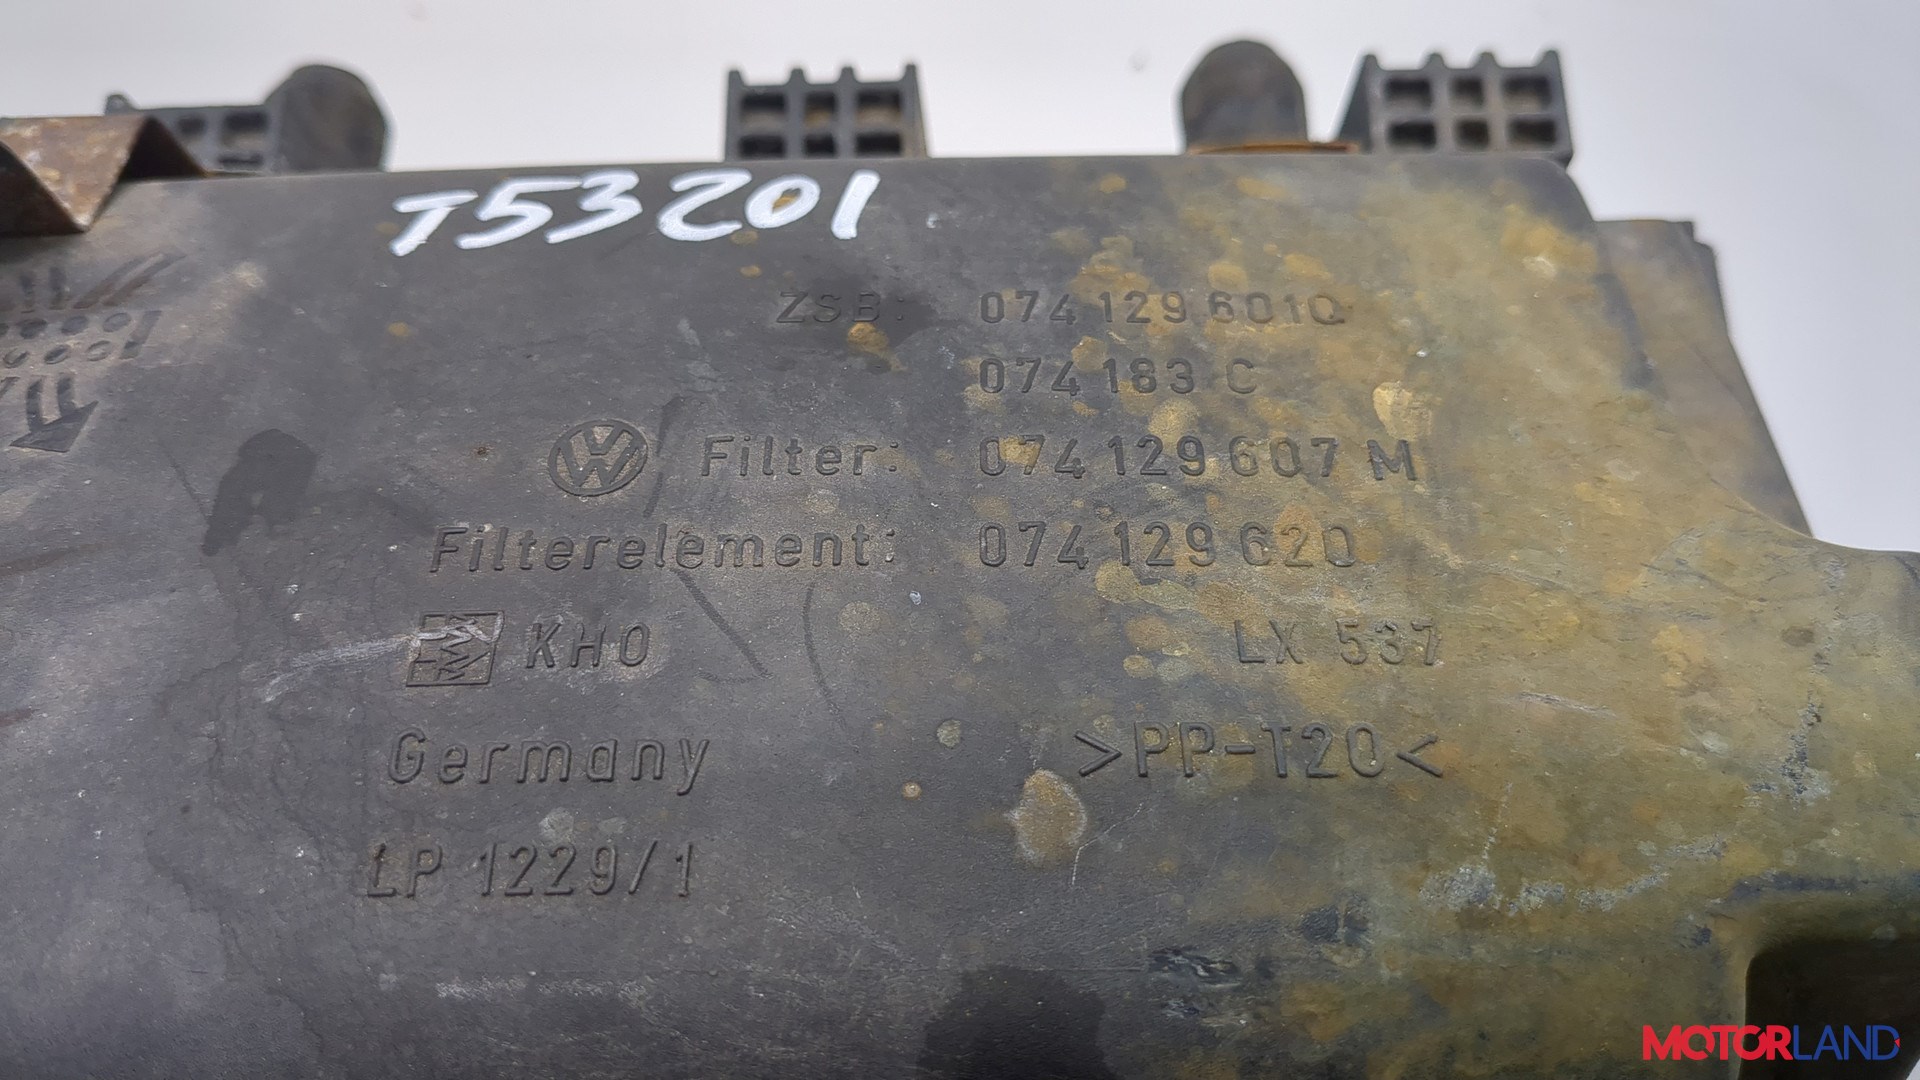 T53201
ZSB: 074 129 601Q
074 183 C
VW Filter: 074 129 607 M
Filterelement: 074 129 620
KHO LX 537
Germany >PP-T20<
LP 1229/1
MOTORLAND